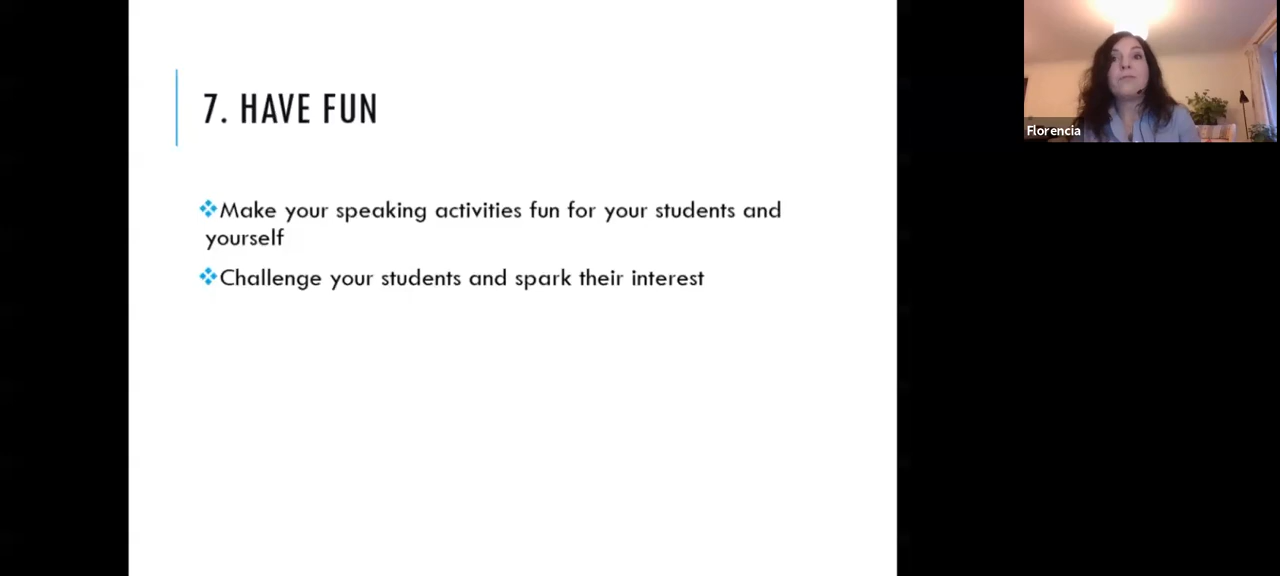 7. HAVE FUN
Make your speaking activities fun for your students and
yourself
Challenge your students and spark their interest
Florencia